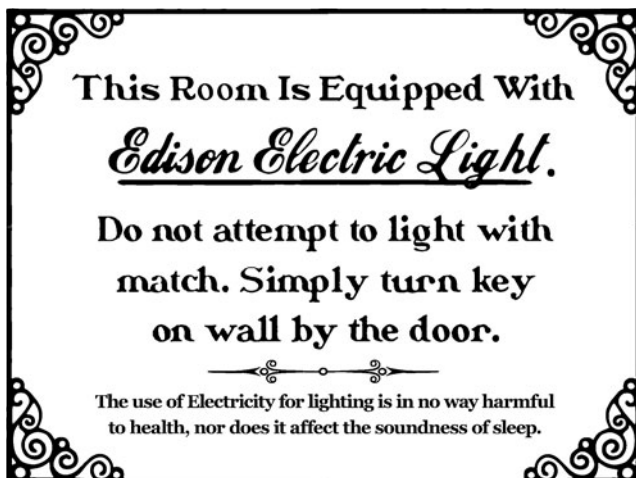 This Room Is Equipped With
Edison Electric Light.
Do not attempt to light with
match. Simply turn key
on wall by the door.
The use of Electricity for lighting is in no way harmful
to health, nor does it affect the soundness of sleep.